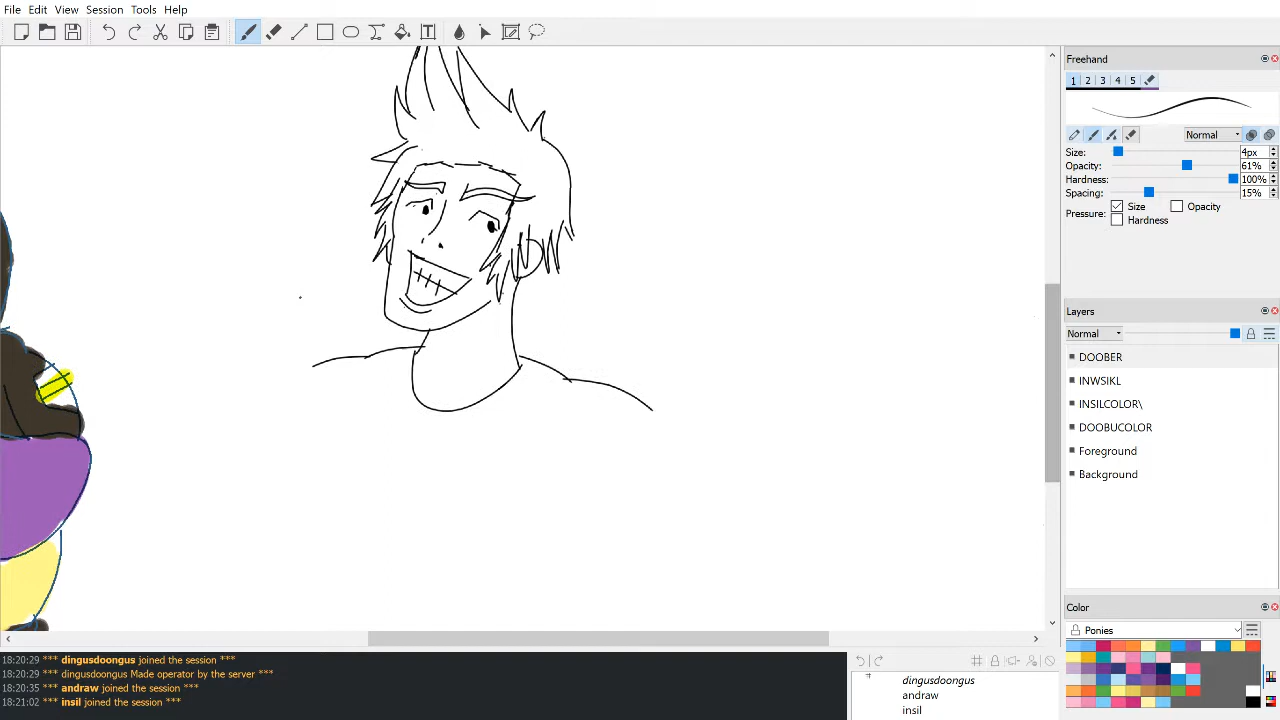 File Edit View Session Tools Help
Freehand
1 2 3 4 5
Normal
Size: 4px
Opacity: 61%
Hardness: 100%
Spacing: 15%
Pressure: Size Opacity
Hardness
Layers
Normal
DOOBER
INWSIKL
INSILCOLOR\
DOOBUCOLOR
Foreground
Background
Color
Ponies
18:20:29 *** dingusdoongus joined the session ***
18:20:29 *** dingusdoongus Made operator by the server ***
18:20:35 *** andraw joined the session ***
18:21:02 *** insil joined the session ***
dingusdoongus
andraw
insil